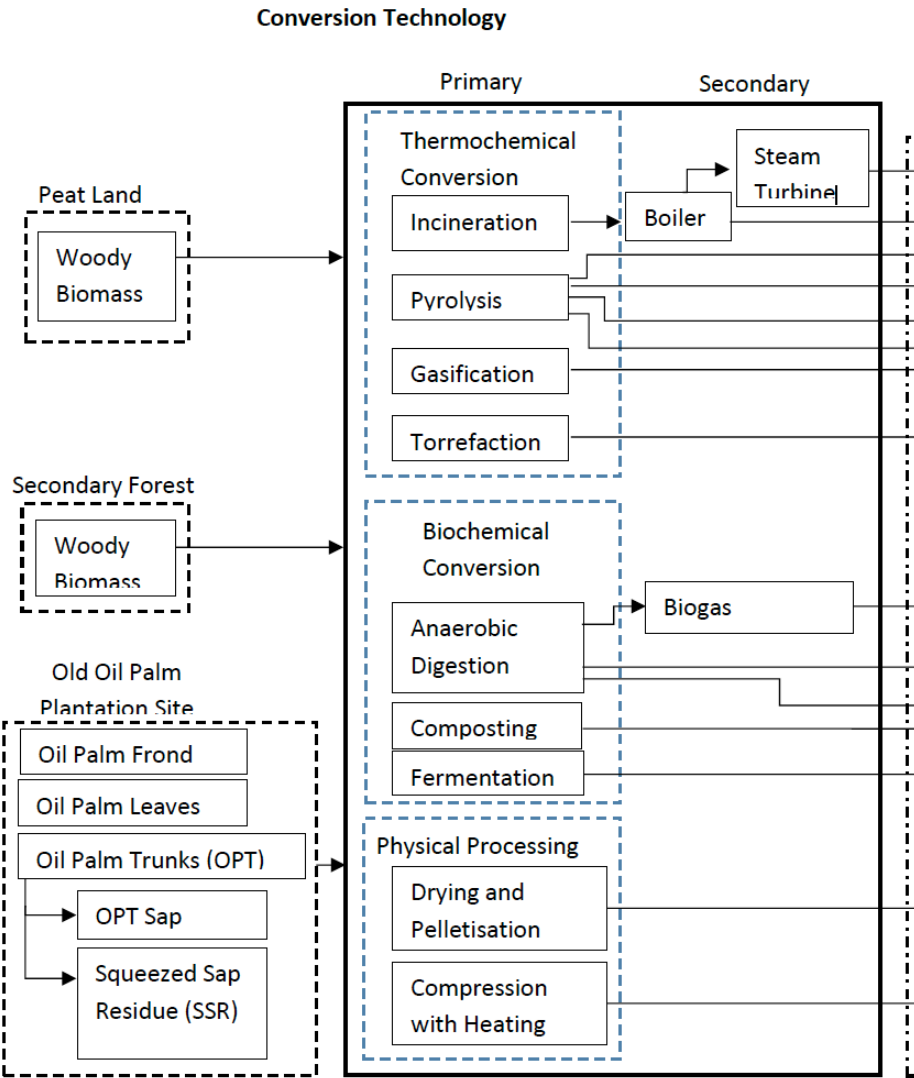 Conversion Technology
Primary
Secondary
Peat Land
Woody
Biomass
Secondary Forest
Woody
Biomass
Old Oil Palm
Plantation Site
Oil Palm Frond
Oil Palm Leaves
Oil Palm Trunks (OPT)
OPT Sap
Squeezed Sap
Residue (SSR)
Thermochemical
Conversion
Incineration
Pyrolysis
Gasification
Torrefaction
Boiler
Steam
Turbine
Biochemical
Conversion
Anaerobic
Digestion
Composting
Fermentation
Biogas
Physical Processing
Drying and
Pelletisation
Compression
with Heating